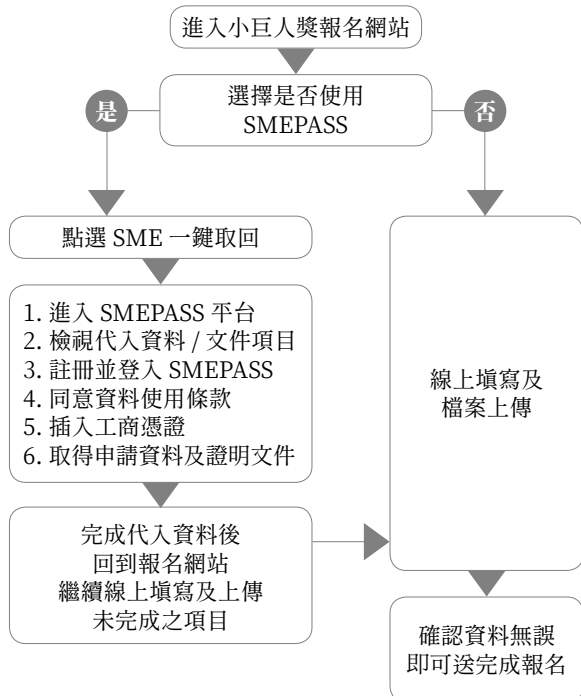 進入小巨人獎報名網站
選擇是否使用
SMEPASS
是
否
點選 SME 一鍵取回
1. 進入 SMEPASS 平台
2. 檢視代入資料 / 文件項目
3. 註冊並登入 SMEPASS
4. 同意資料使用條款
5. 插入工商憑證
6. 取得申請資料及證明文件
線上填寫及
檔案上傳
完成代入資料後
回到報名網站
繼續線上填寫及上傳
未完成之項目
確認資料無誤
即可送完成報名